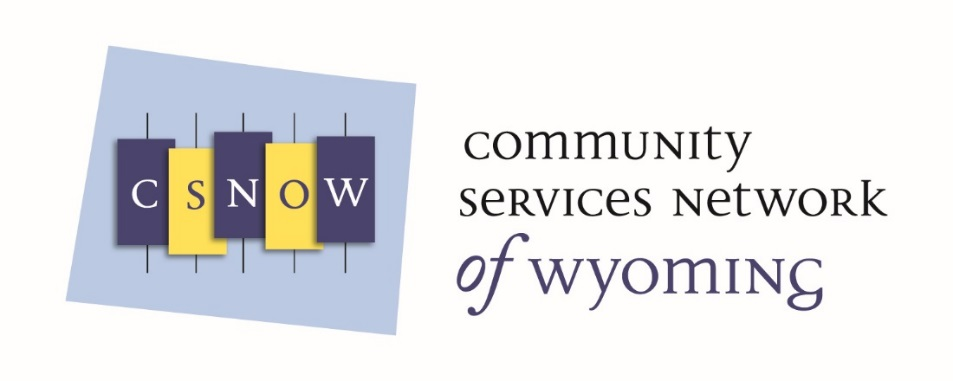 CSNOW
community
services network
of wyoming